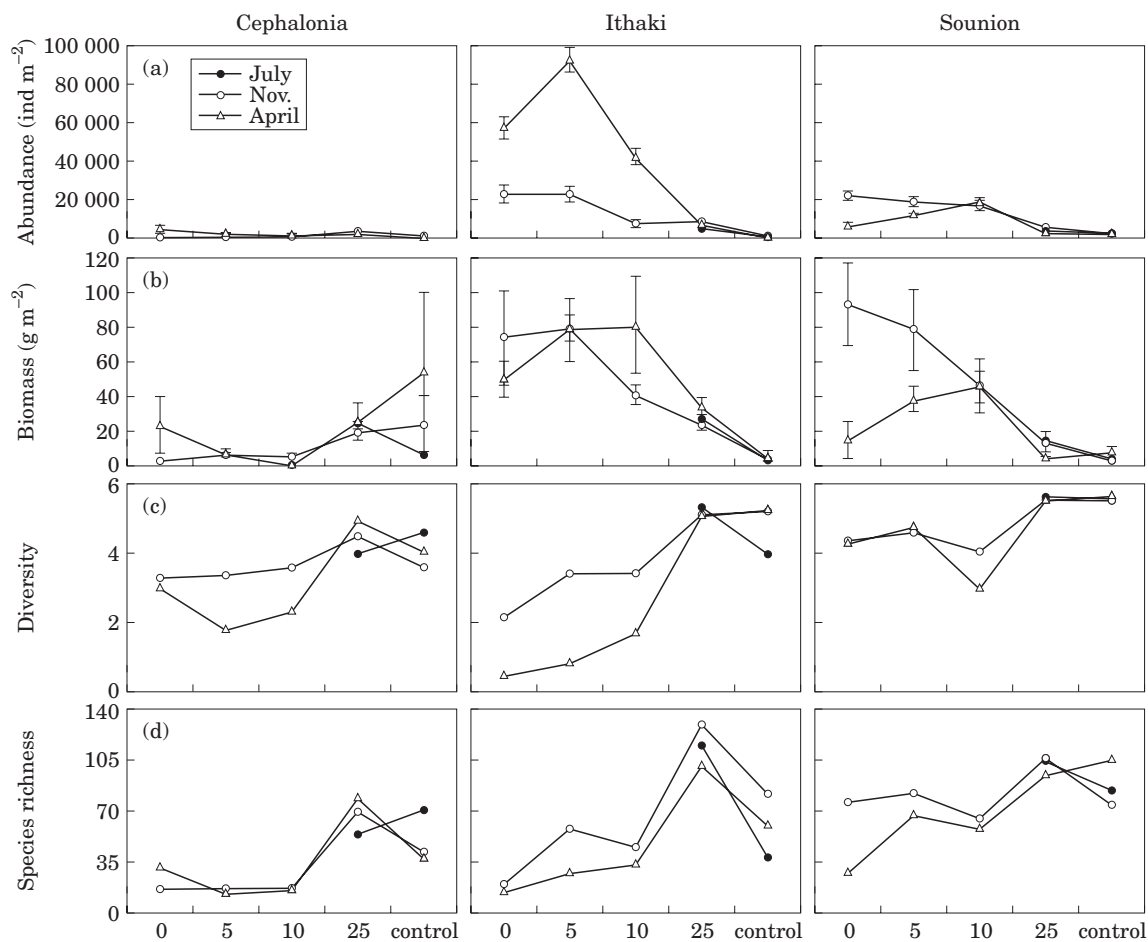 Cephalonia Ithaki Sounion
Abundance (ind m⁻²)
100 000
80 000
60 000
40 000
20 000
0
(a)
July
Nov.
April
Biomass (g m⁻²)
120
100
80
60
40
20
0
(b)
Diversity
6
4
2
0
(c)
Species richness
140
105
70
35
0
(d)
0 5 10 25 control 0 5 10 25 control 0 5 10 25 control